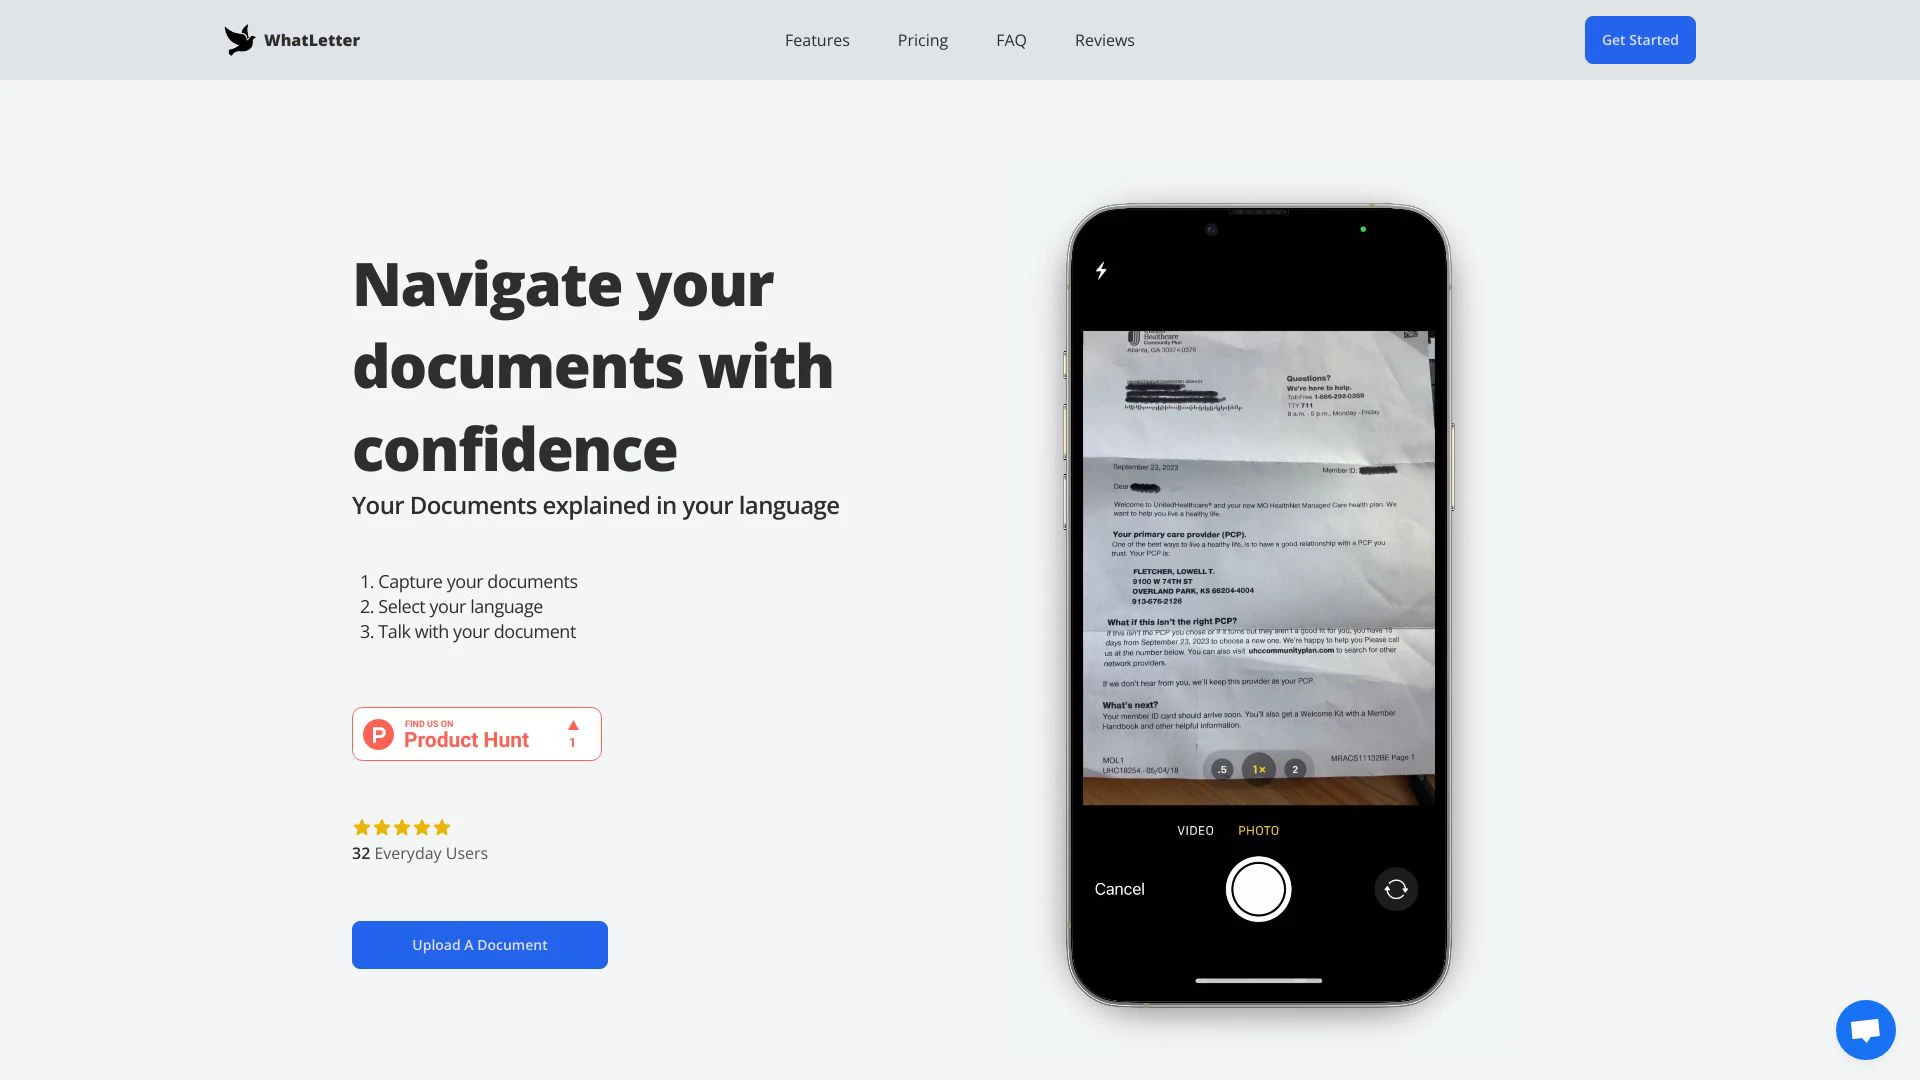 WhatLetter
Features
Pricing
FAQ
Reviews
Get Started
Navigate your
documents with
confidence
Your Documents explained in your language
1. Capture your documents
2. Select your language
3. Talk with your document
FIND US ON
Product Hunt
1
32 Everyday Users
Upload A Document
United
Healthcare
Community Plan
Atlanta, GA 30374-0376
Questions?
We're here to help.
Toll-Free 1-866-292-0359
TTY 711
8 a.m. - 5 p.m., Monday - Friday
September 23, 2023
Member ID:
Dear
Welcome to UnitedHealthcare® and your new MO HealthNet Managed Care health plan. We
want to help you live a healthy life.
Your primary care provider (PCP).
One of the best ways to live a healthy life, is to have a good relationship with a PCP you
trust. Your PCP is:
FLETCHER, LOWELL T.
9100 W 74TH ST
OVERLAND PARK, KS 66204-4004
913-676-2126
What if this isn't the right PCP?
If this isn't the PCP you chose or if it turns out they aren't a good fit for you, you have 15
days from September 23, 2023 to choose a new one. We're happy to help you Please call
us at the number below. You can also visit uhccommunityplan.com to search for other
network providers.
If we don't hear from you, we'll keep this provider as your PCP.
What's next?
Your member ID card should arrive soon. You'll also get a Welcome Kit with a Member
Handbook and other helpful information.
MOL1
UHC18254 - 05/04/18
MRACS11132BE Page 1
.5
1×
2
VIDEO
PHOTO
Cancel